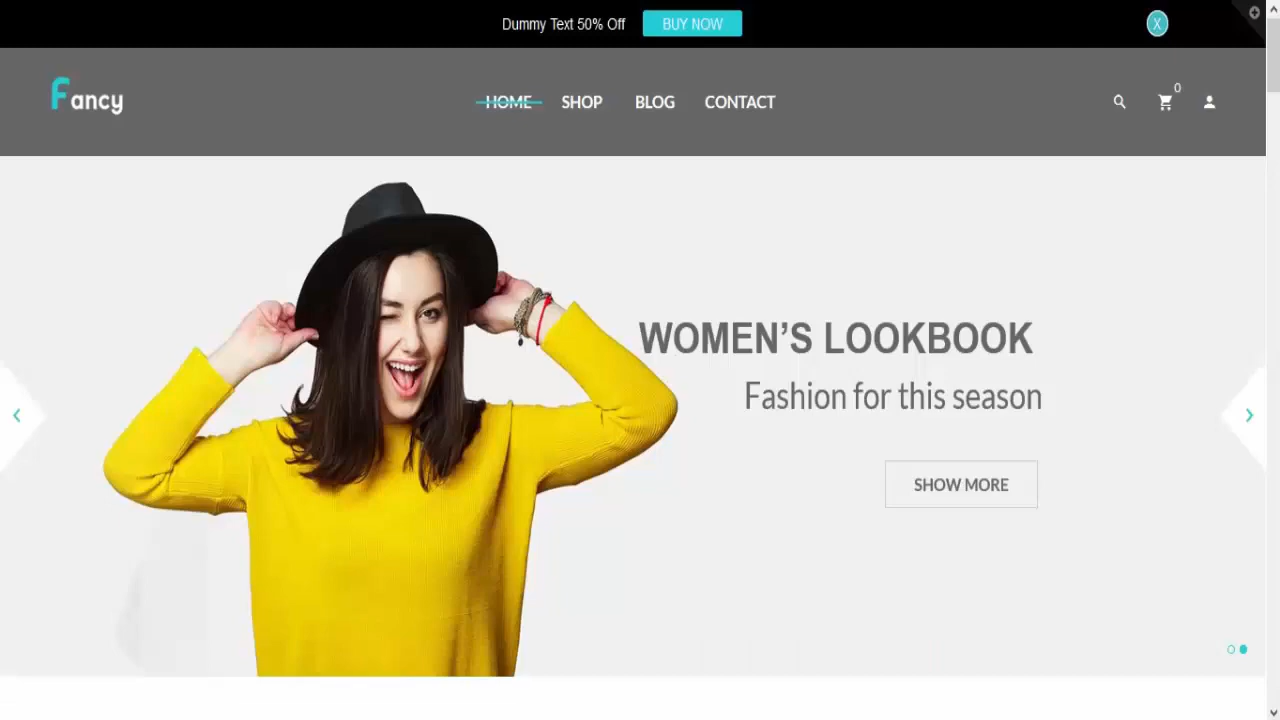 Dummy Text 50% Off BUY NOW X
Fancy HOME SHOP BLOG CONTACT 0
WOMEN’S LOOKBOOK
Fashion for this season
SHOW MORE